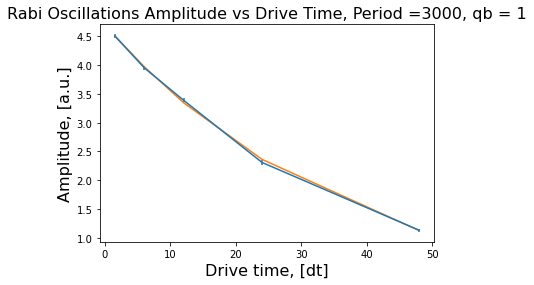 Rabi Oscillations Amplitude vs Drive Time, Period =3000, qb = 1
4.5
4.0
3.5
3.0
2.5
2.0
1.5
1.0
Amplitude, [a.u.]
0 10 20 30 40 50
Drive time, [dt]